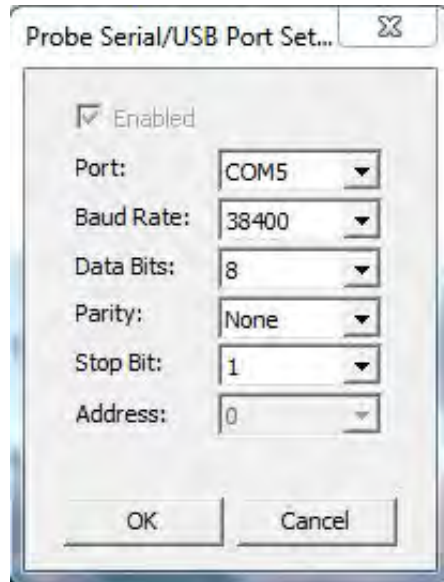 Probe Serial/USB Port Set...
Enabled
Port: COM5
Baud Rate: 38400
Data Bits: 8
Parity: None
Stop Bit: 1
Address: 0
OK Cancel